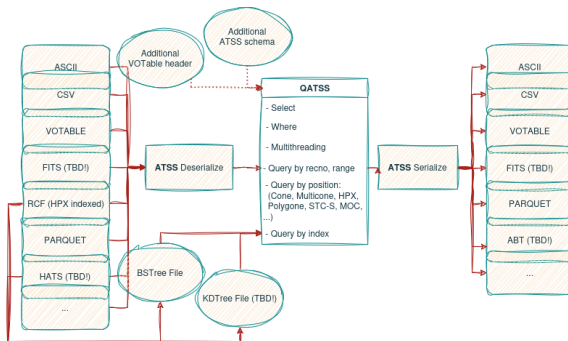 Additional
VOTable header
Additional
ATSS schema
ASCII
CSV
VOTABLE
FITS (TBD!)
RCF (HPX indexed)
PARQUET
HATS (TBD!)
...
ATSS Deserialize
QATSS
- Select
- Where
- Multithreading
- Query by recno, range
- Query by position:
(Cone, Multicone, HPX,
Polygone, STC-S, MOC,
...)
- Query by index
BSTree File
KDTree File (TBD!)
ATSS Serialize
ASCII
CSV
VOTABLE
FITS (TBD!)
PARQUET
ABT (TBD!)
...